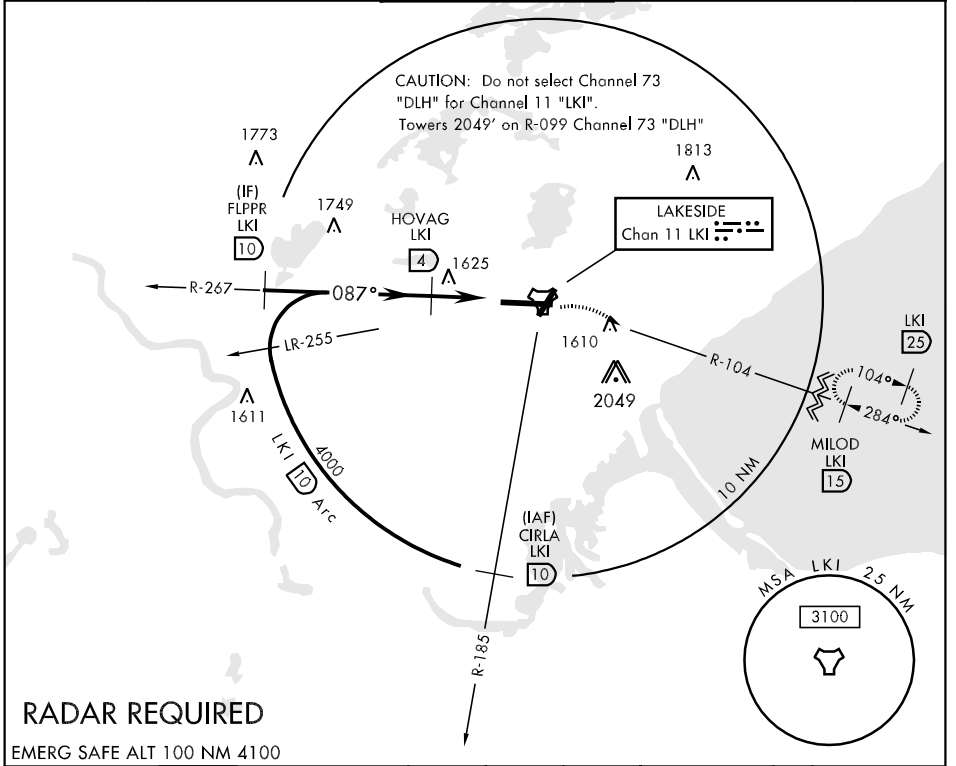 CAUTION: Do not select Channel 73
"DLH" for Channel 11 "LKI".
Towers 2049' on R-099 Channel 73 "DLH"
1773
1813
(IF)
FLPPR
LKI
10
1749
HOVAG
LKI
4
1625
LAKESIDE
Chan 11 LKI
R-267
087°
LR-255
1610
2049
R-104
LKI
25
104°
284°
MILOD
LKI
15
1611
4000
LKI 10 Arc
10 NM
(IAF)
CIRLA
LKI
10
R-185
MSA LKI 25 NM
3100
RADAR REQUIRED
EMERG SAFE ALT 100 NM 4100